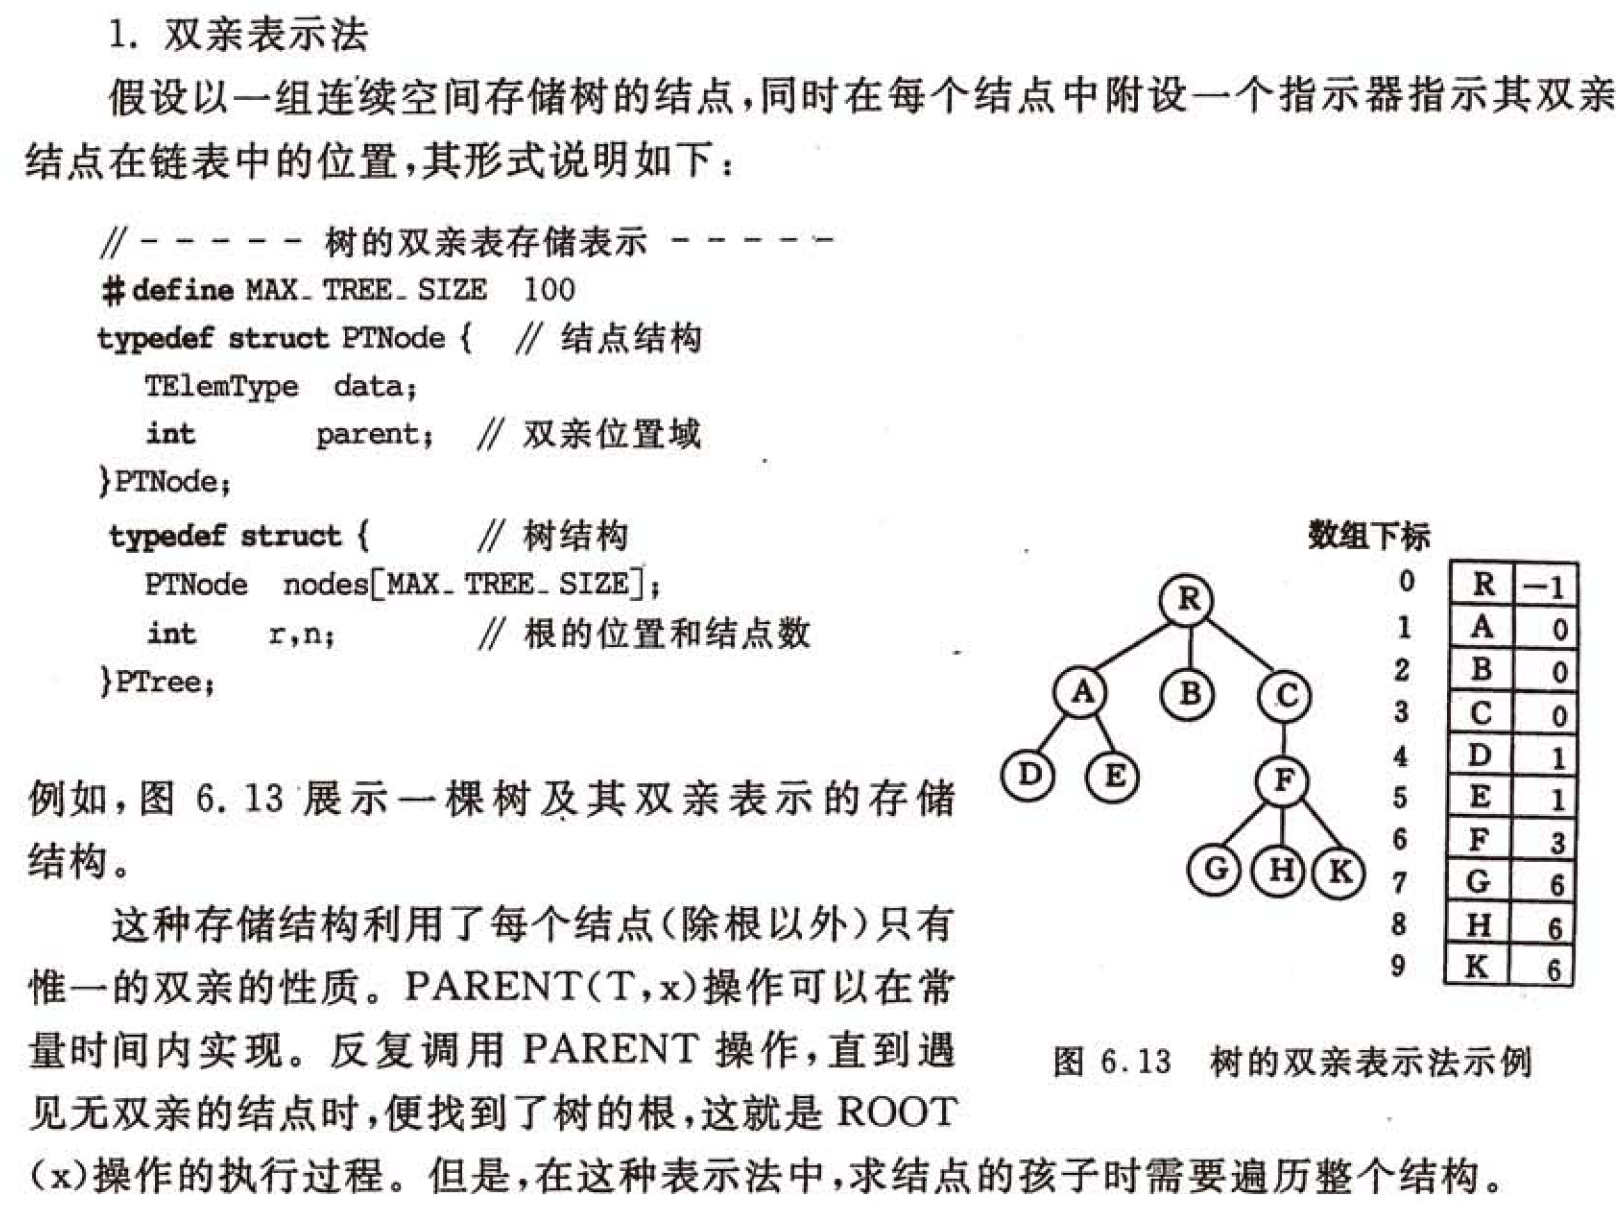 1. 双亲表示法
假设以一组连续空间存储树的结点,同时在每个结点中附设一个指示器指示其双亲
结点在链表中的位置,其形式说明如下:
// - - - - - 树的双亲表存储表示 - - - - -
#define MAX_TREE_SIZE 100
typedef struct PTNode { // 结点结构
TElemType data;
int parent; // 双亲位置域
}PTNode;
typedef struct { // 树结构
PTNode nodes[MAX_TREE_SIZE];
int r,n; // 根的位置和结点数
}PTree;
例如,图 6.13 展示一棵树及其双亲表示的存储
结构。
这种存储结构利用了每个结点(除根以外)只有
惟一的双亲的性质。PARENT(T,x)操作可以在常
量时间内实现。反复调用 PARENT 操作,直到遇
见无双亲的结点时,便找到了树的根,这就是 ROOT
(x)操作的执行过程。但是,在这种表示法中,求结点的孩子时需要遍历整个结构。
R
A B C
D E F
G H K
数组下标
0 R -1
1 A 0
2 B 0
3 C 0
4 D 1
5 E 1
6 F 3
7 G 6
8 H 6
9 K 6
图 6.13 树的双亲表示法示例